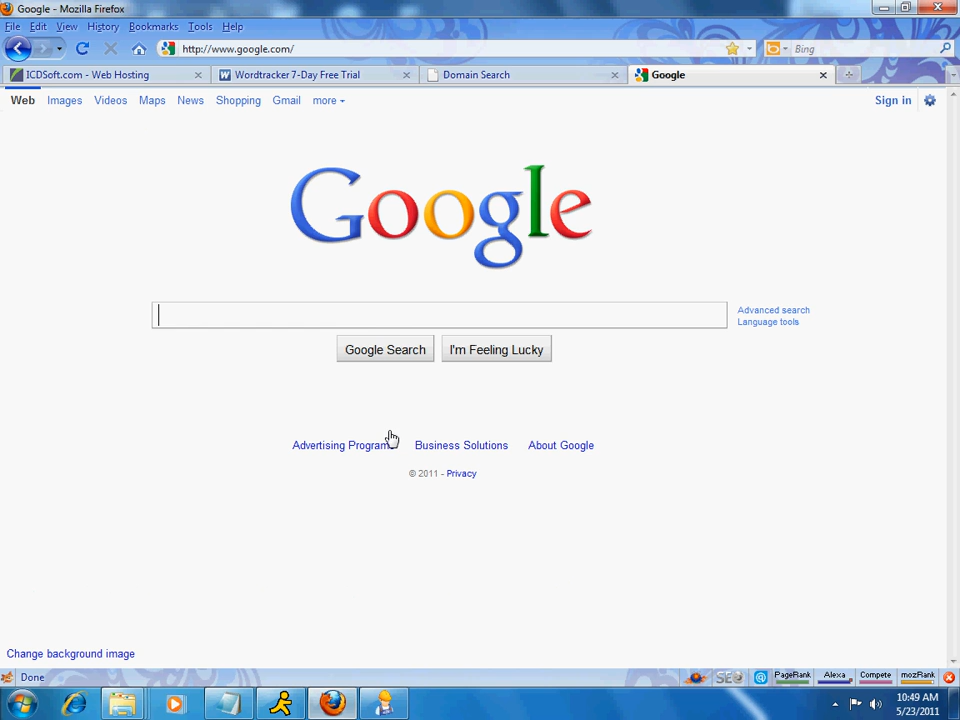 Google - Mozilla Firefox
File Edit View History Bookmarks Tools Help
http://www.google.com/
Bing
ICDSoft.com - Web Hosting
Wordtracker 7-Day Free Trial
Domain Search
Google
Web Images Videos Maps News Shopping Gmail more
Sign in
Google
Advanced search
Language tools
Google Search
I'm Feeling Lucky
Advertising Programs Business Solutions About Google
© 2011 - Privacy
Change background image
Done
SEO
PageRank
Alexa
Compete
mozRank
10:49 AM
5/23/2011